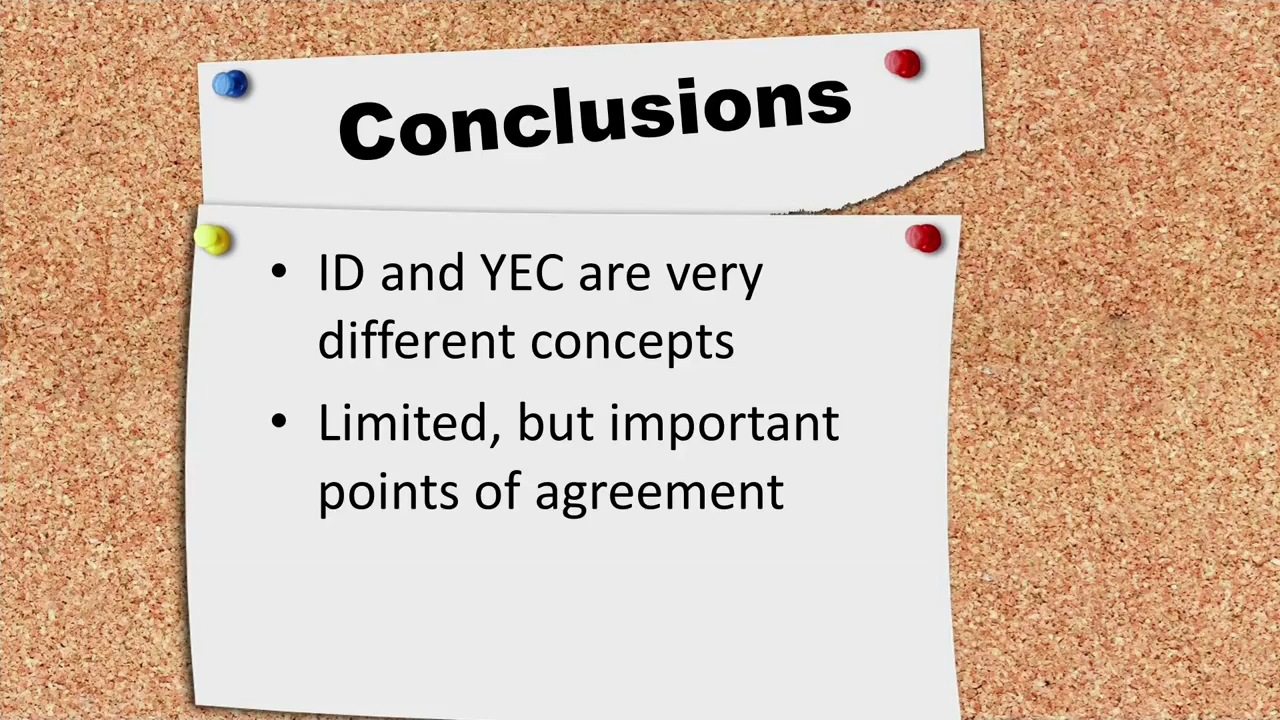 Conclusions
• ID and YEC are very
different concepts
• Limited, but important
points of agreement